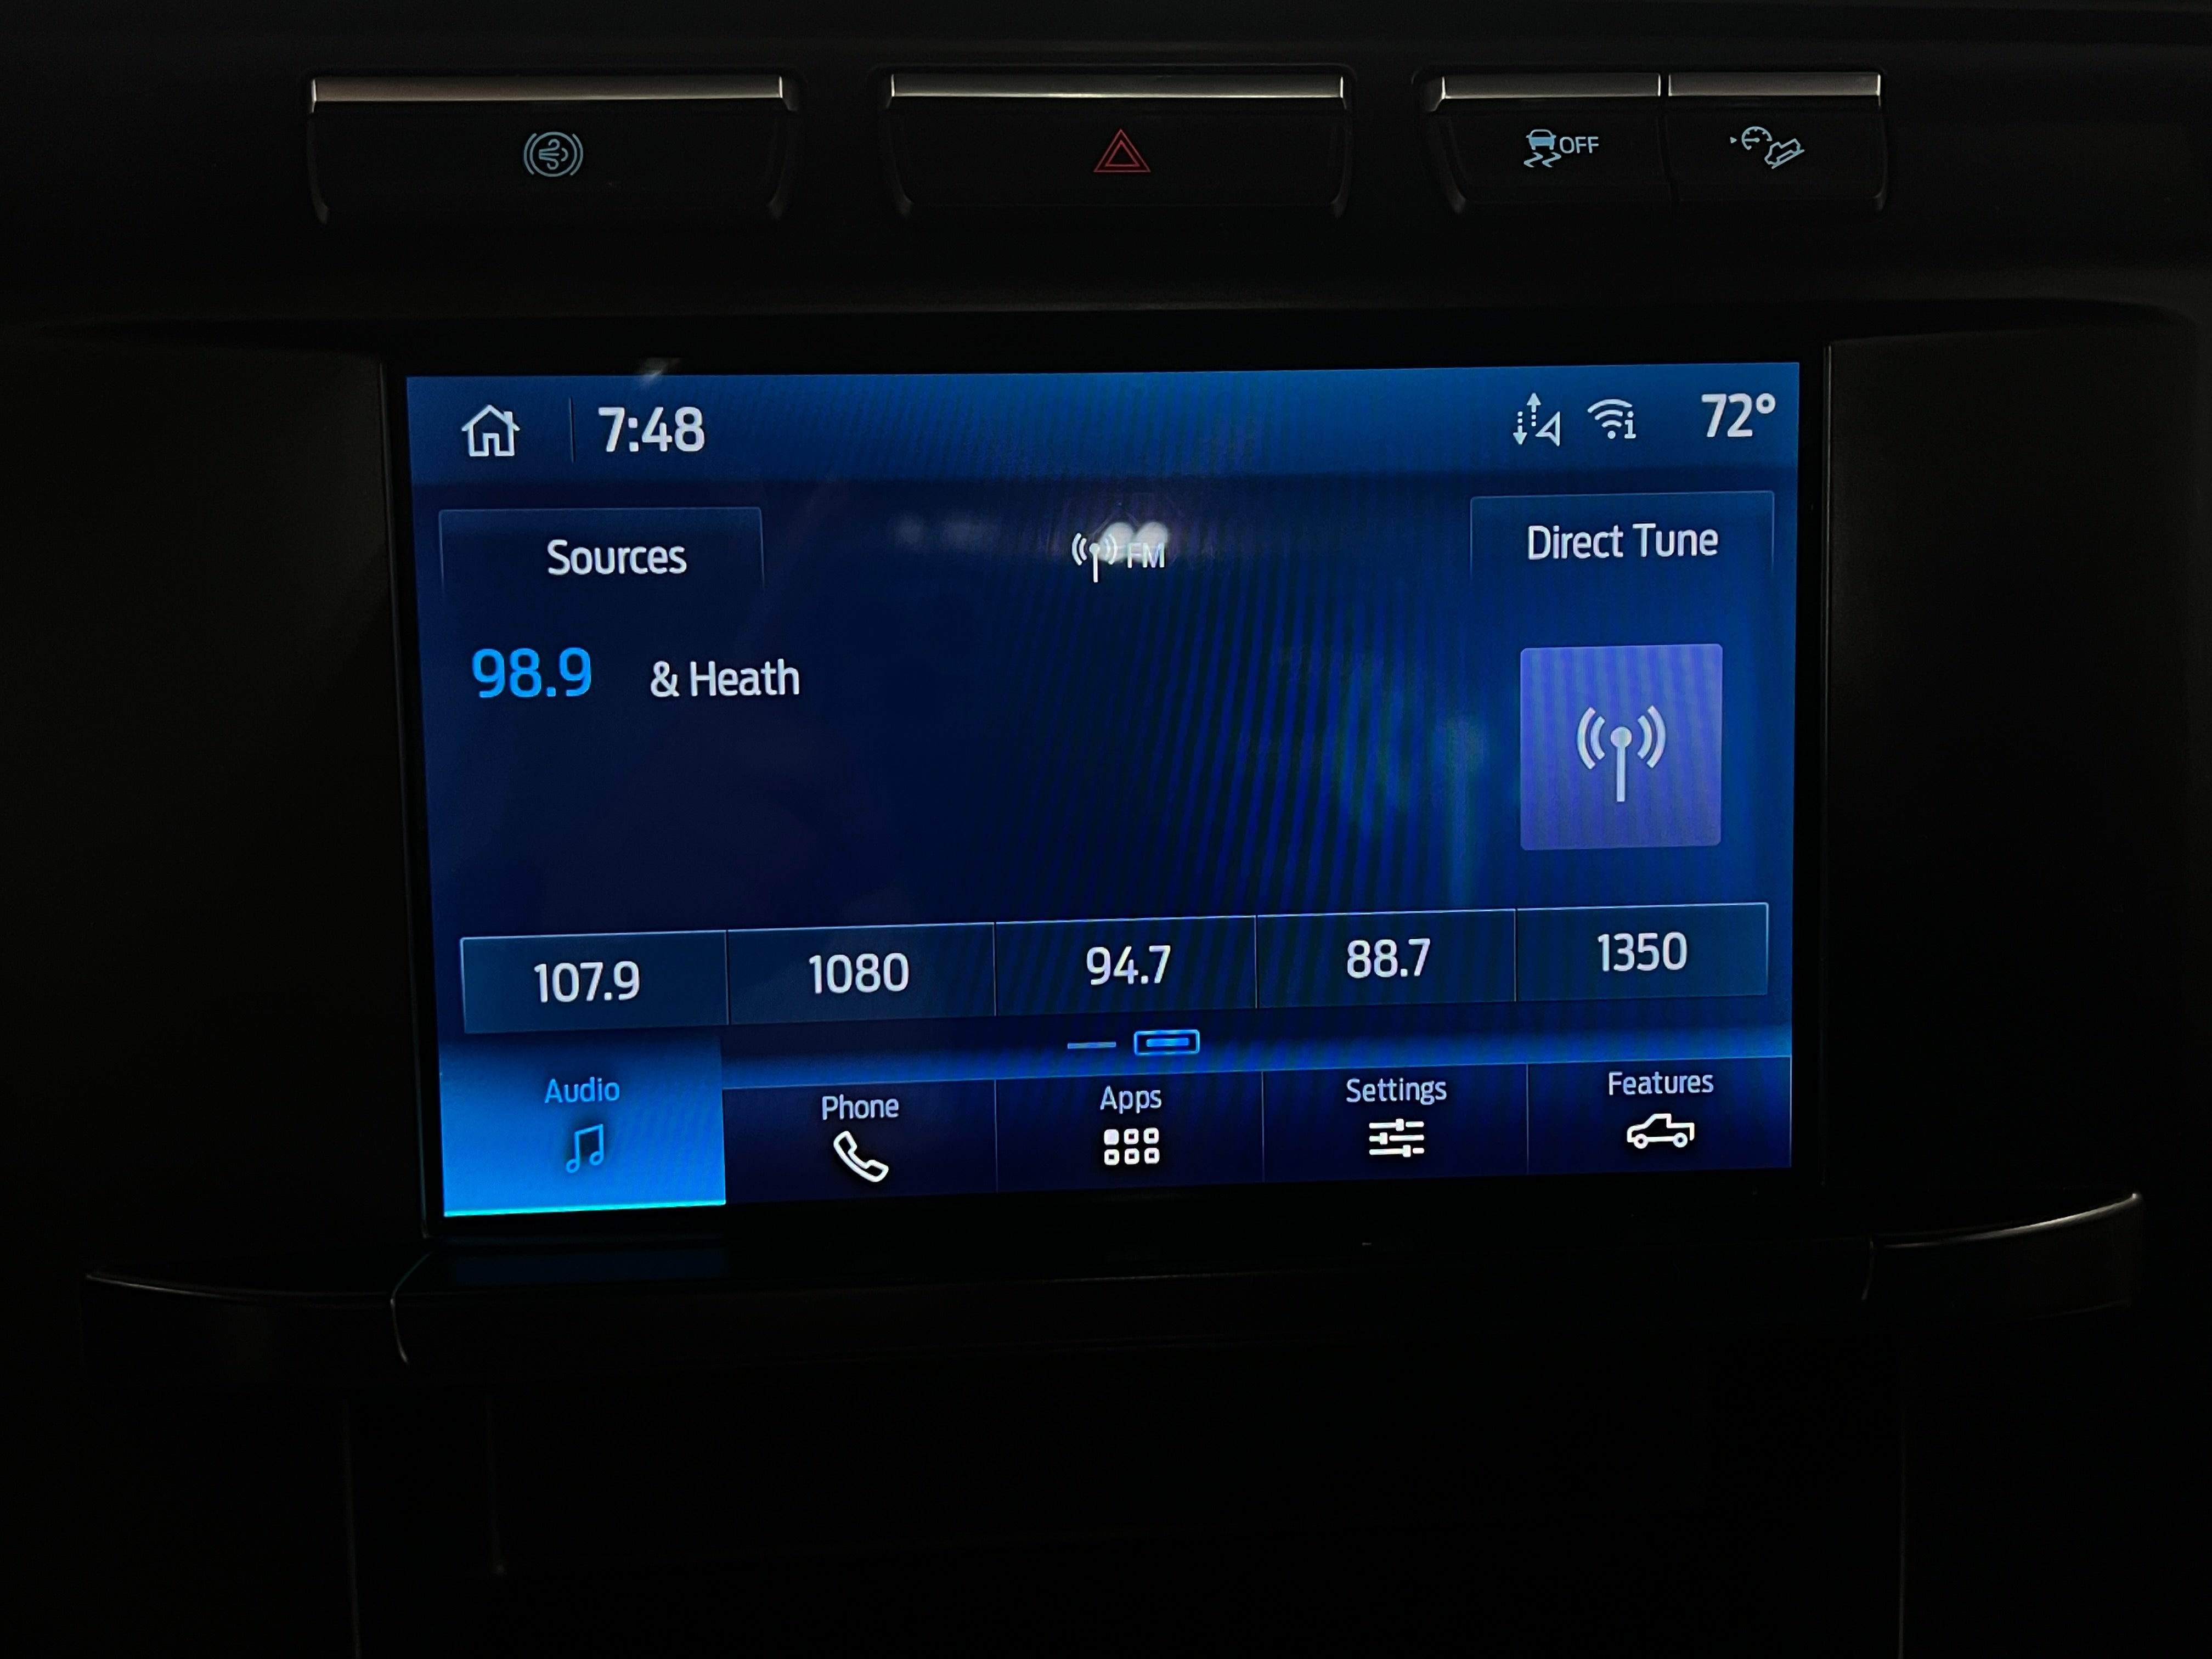 OFF
7:48
72°
Sources
FM
Direct Tune
98.9 & Heath
107.9 1080 94.7 88.7 1350
Audio Phone Apps Settings Features